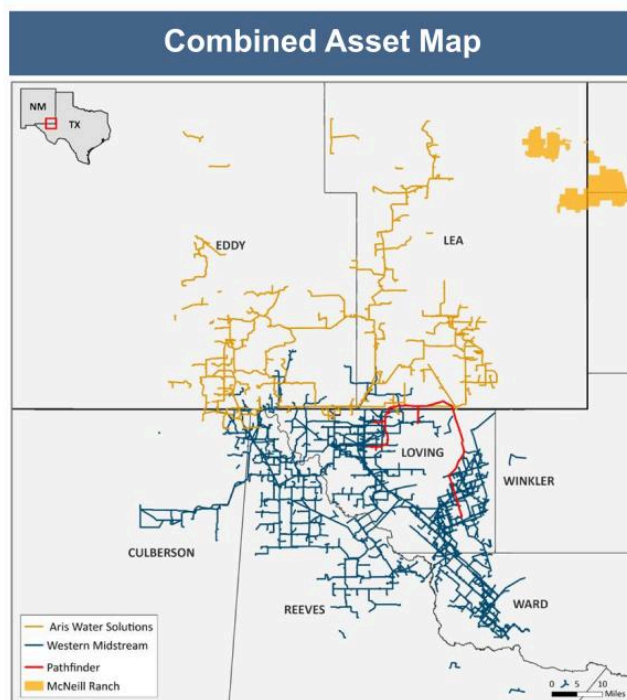 Combined Asset Map
NM
TX
EDDY
LEA
LOVING
WINKLER
CULBERSON
REEVES
WARD
Aris Water Solutions
Western Midstream
Pathfinder
McNeill Ranch
0 5 10
Miles